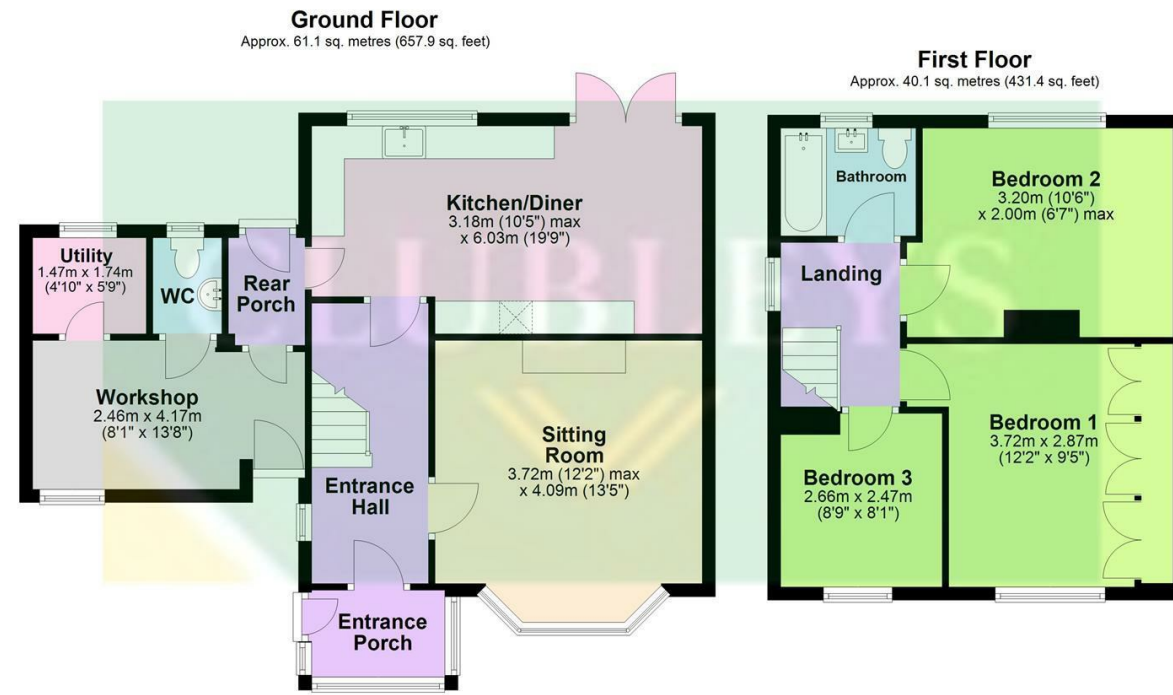 Ground Floor
Approx. 61.1 sq. metres (657.9 sq. feet)
First Floor
Approx. 40.1 sq. metres (431.4 sq. feet)
Kitchen/Diner
3.18m (10'5") max
x 6.03m (19'9")
Utility
1.47m x 1.74m
(4'10" x 5'9")
WC
Rear
Porch
Workshop
2.46m x 4.17m
(8'1" x 13'8")
Entrance
Hall
Sitting
Room
3.72m (12'2") max
x 4.09m (13'5")
Entrance
Porch
Bathroom
Bedroom 2
3.20m (10'6")
x 2.00m (6'7") max
Landing
Bedroom 1
3.72m x 2.87m
(12'2" x 9'5")
Bedroom 3
2.66m x 2.47m
(8'9" x 8'1")
CLUBLEYS